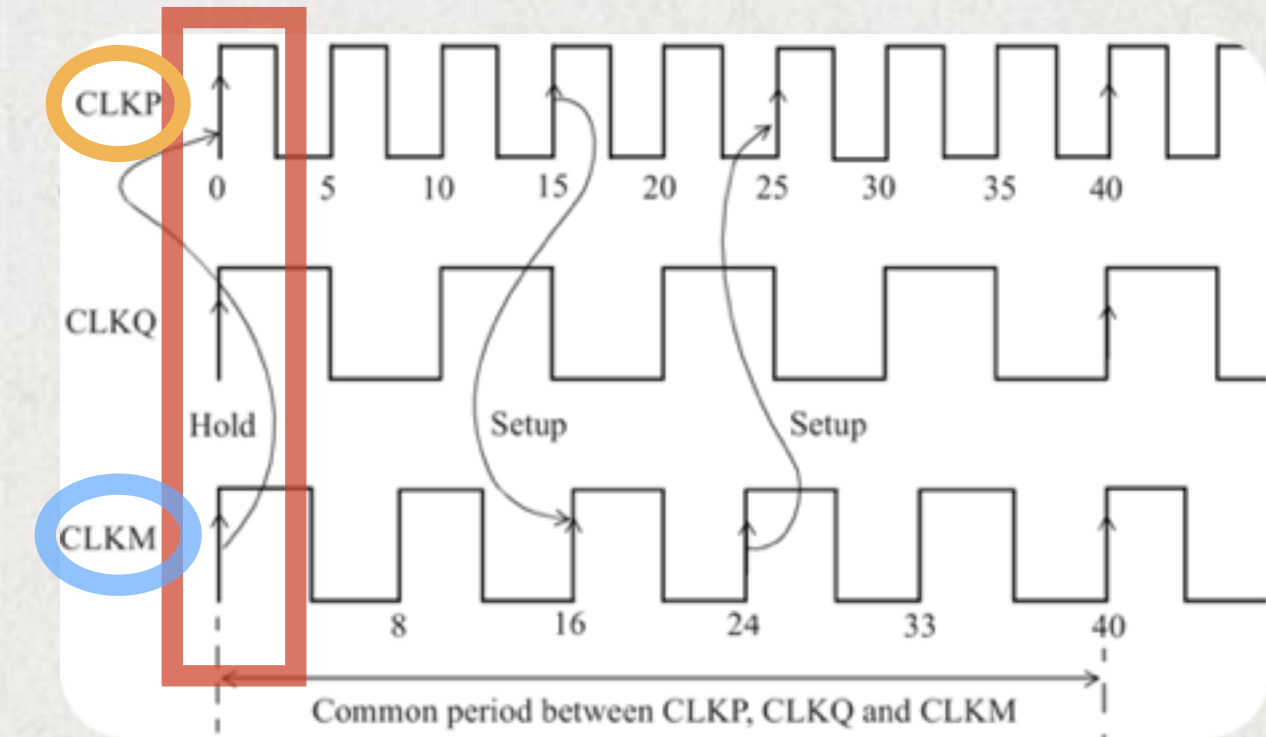 CLKP
0 5 10 15 20 25 30 35 40
CLKQ
Hold Setup Setup
CLKM
8 16 24 33 40
Common period between CLKP, CLKQ and CLKM